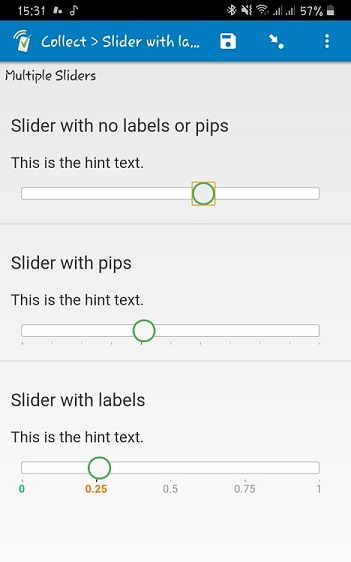 15:31 57%
Collect > Slider with la...
Multiple Sliders
Slider with no labels or pips
This is the hint text.
Slider with pips
This is the hint text.
Slider with labels
This is the hint text.
0 0.25 0.5 0.75 1